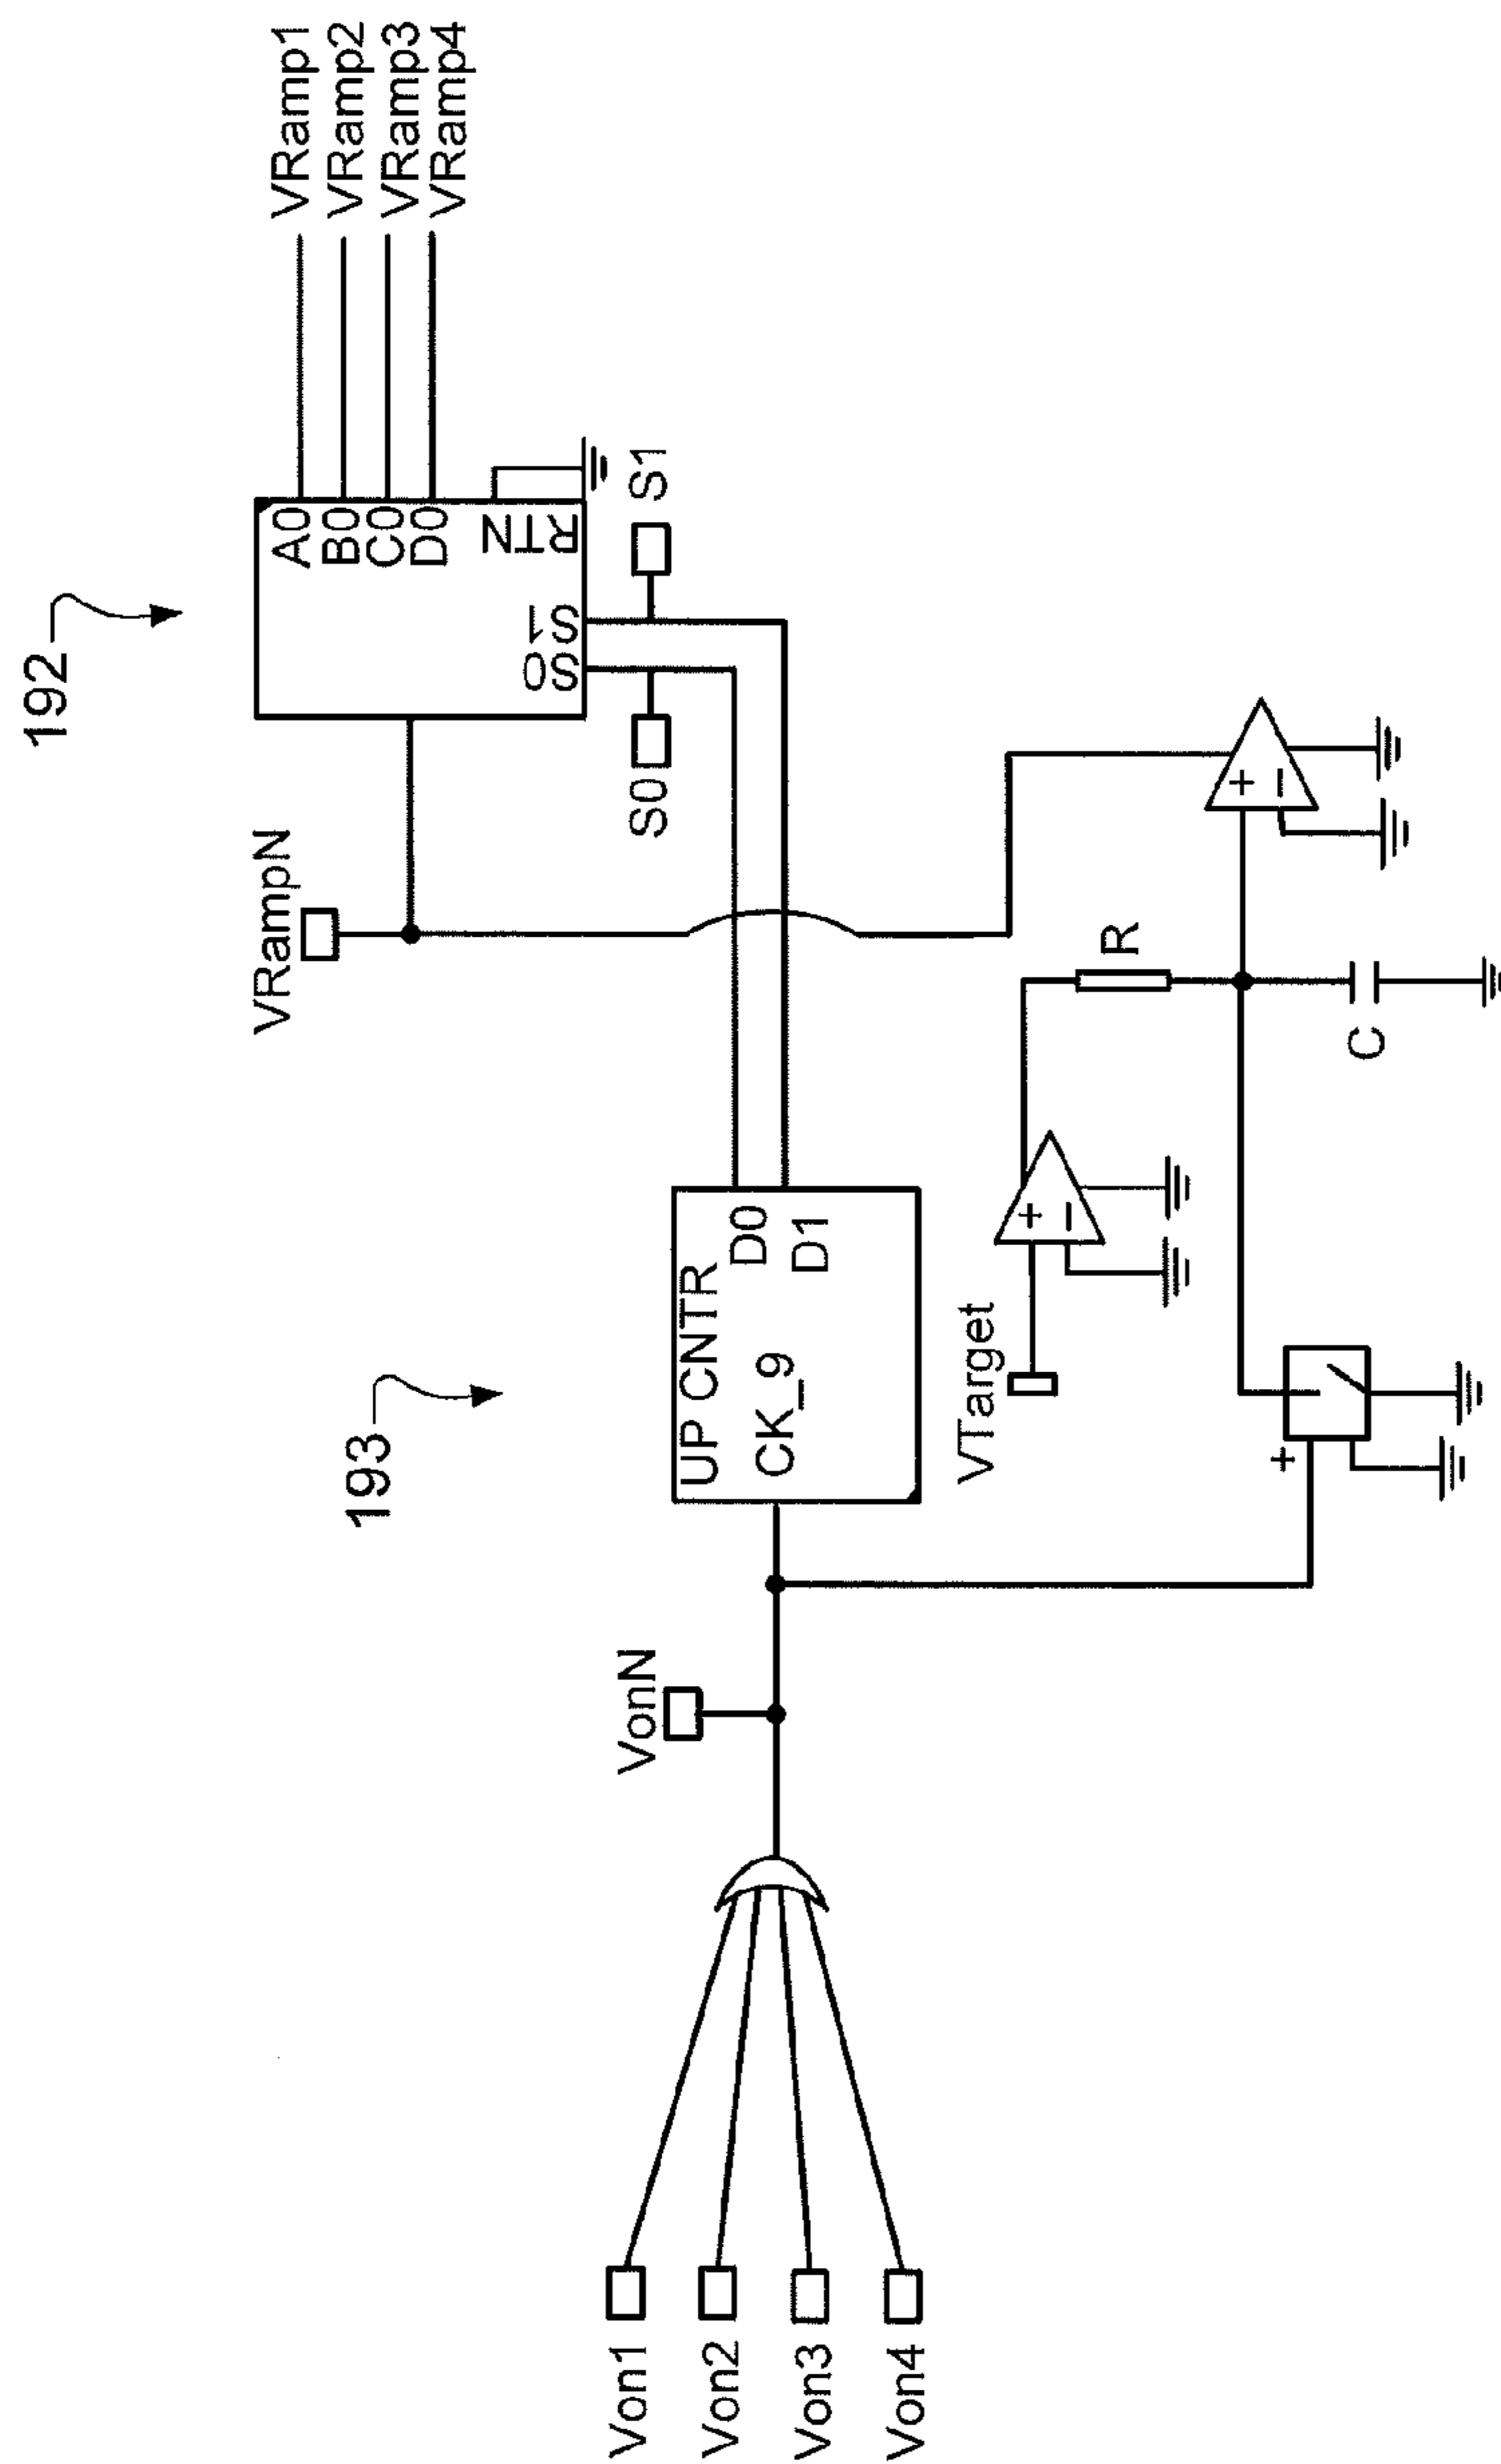 192
VRamp1
VRamp2
VRamp3
VRamp4
A0
B0
C0
D0
RTN
S1
S0
S1
S0
VRampN
193
UP CNTR
CK_9
D0
D1
VonN
Von1
Von2
Von3
Von4
VTarget
+
−
R
C
+
−
+